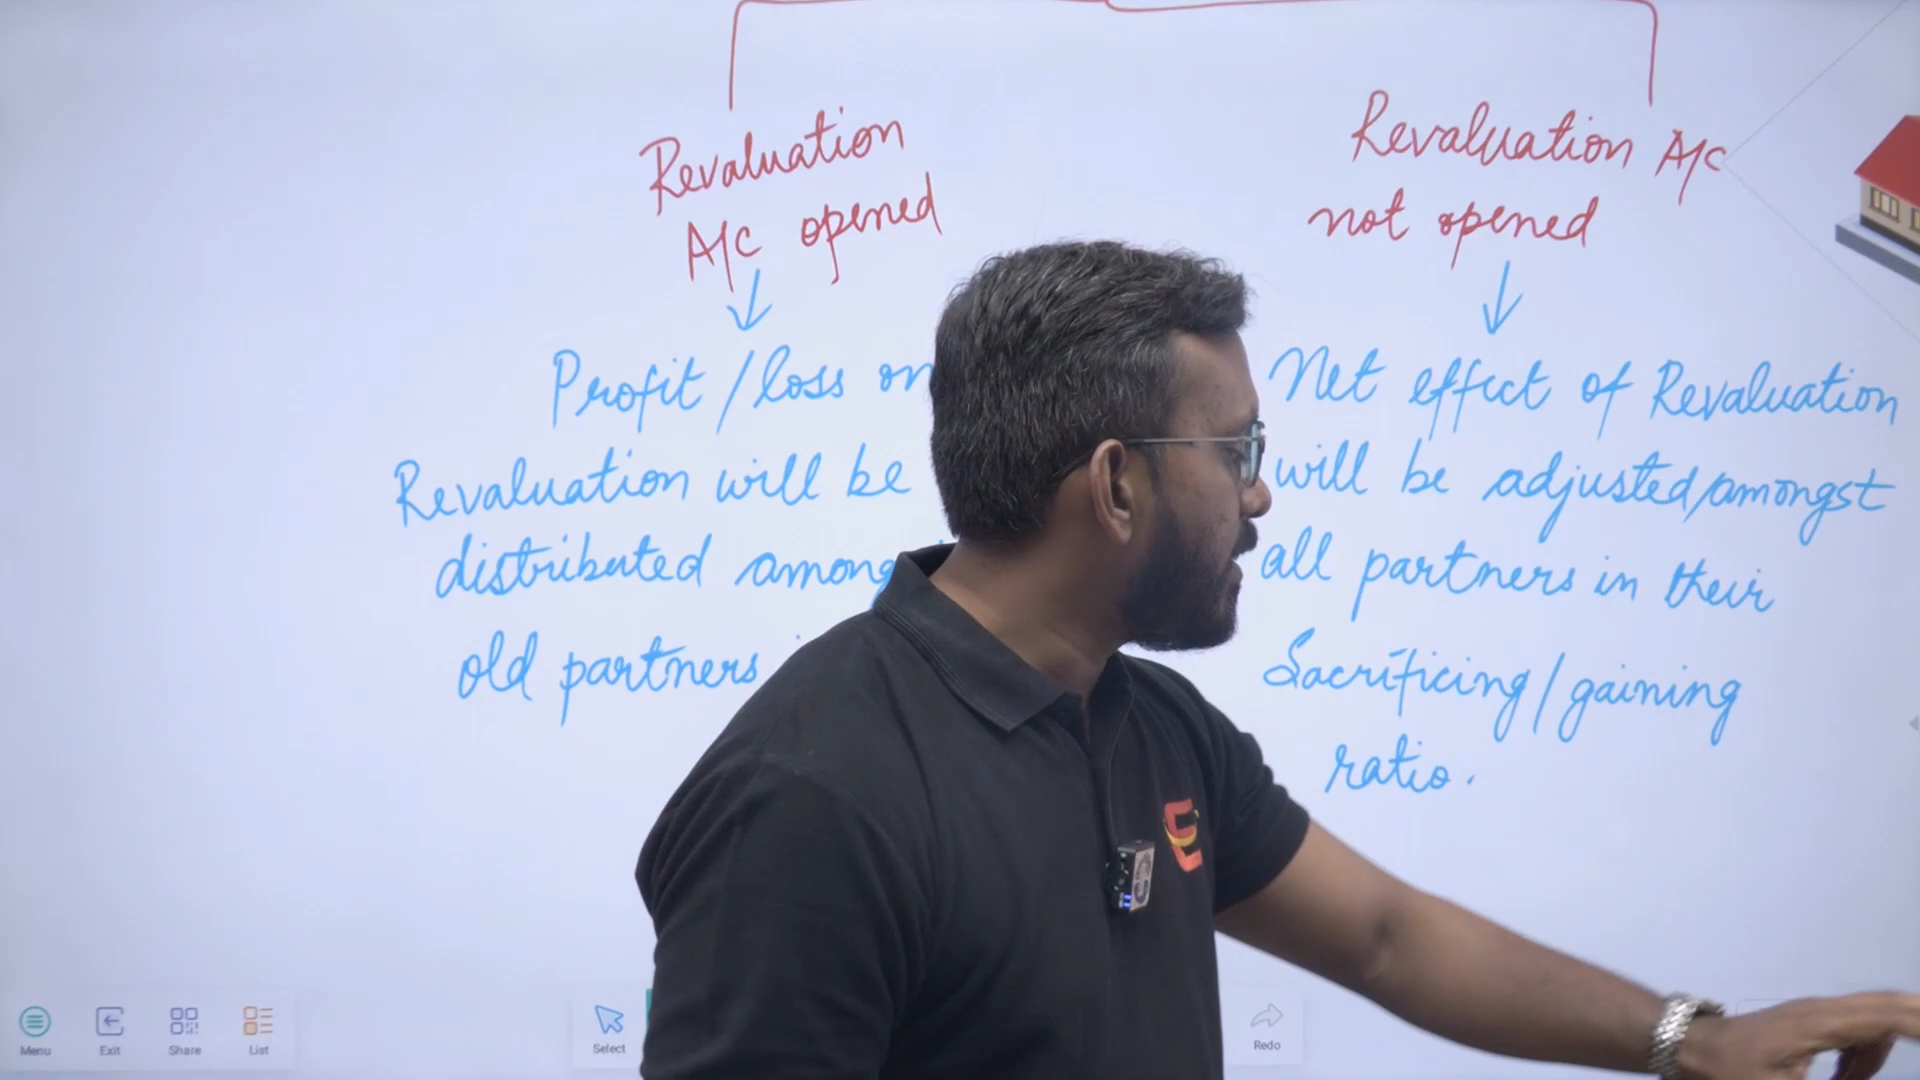 Revaluation
A/c opened
Profit/loss on
Revaluation will be
distributed
old partners
Revaluation A/c
not opened
Net effect of Revaluation
will be adjusted/amongst
all partners in their
Sacrificing/gaining
ratio.
Menu Exit Share List
Select
Redo